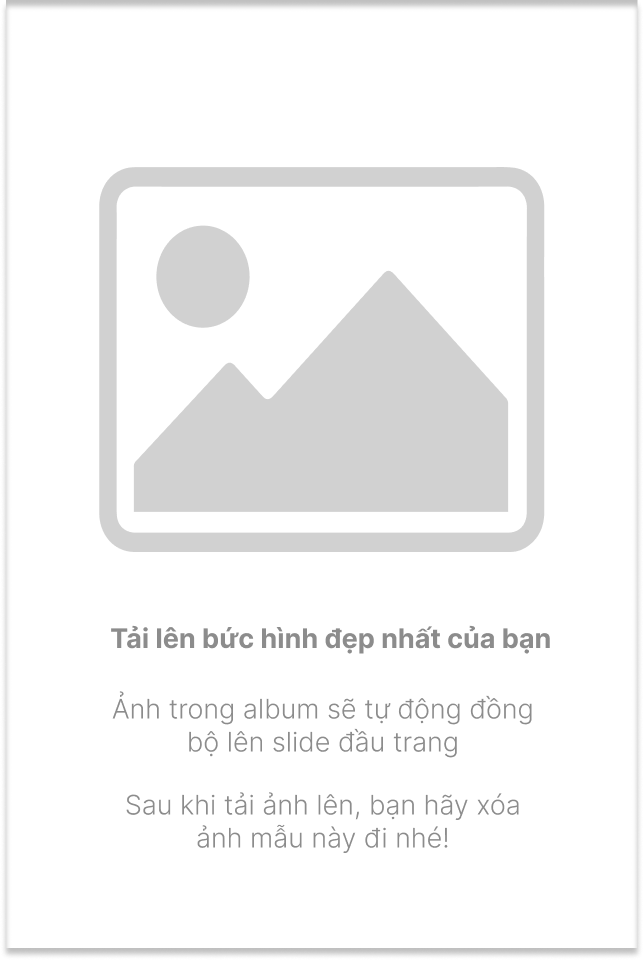 Tải lên bức hình đẹp nhất của bạn
Ảnh trong album sẽ tự động đồng
bộ lên slide đầu trang
Sau khi tải ảnh lên, bạn hãy xóa
ảnh mẫu này đi nhé!